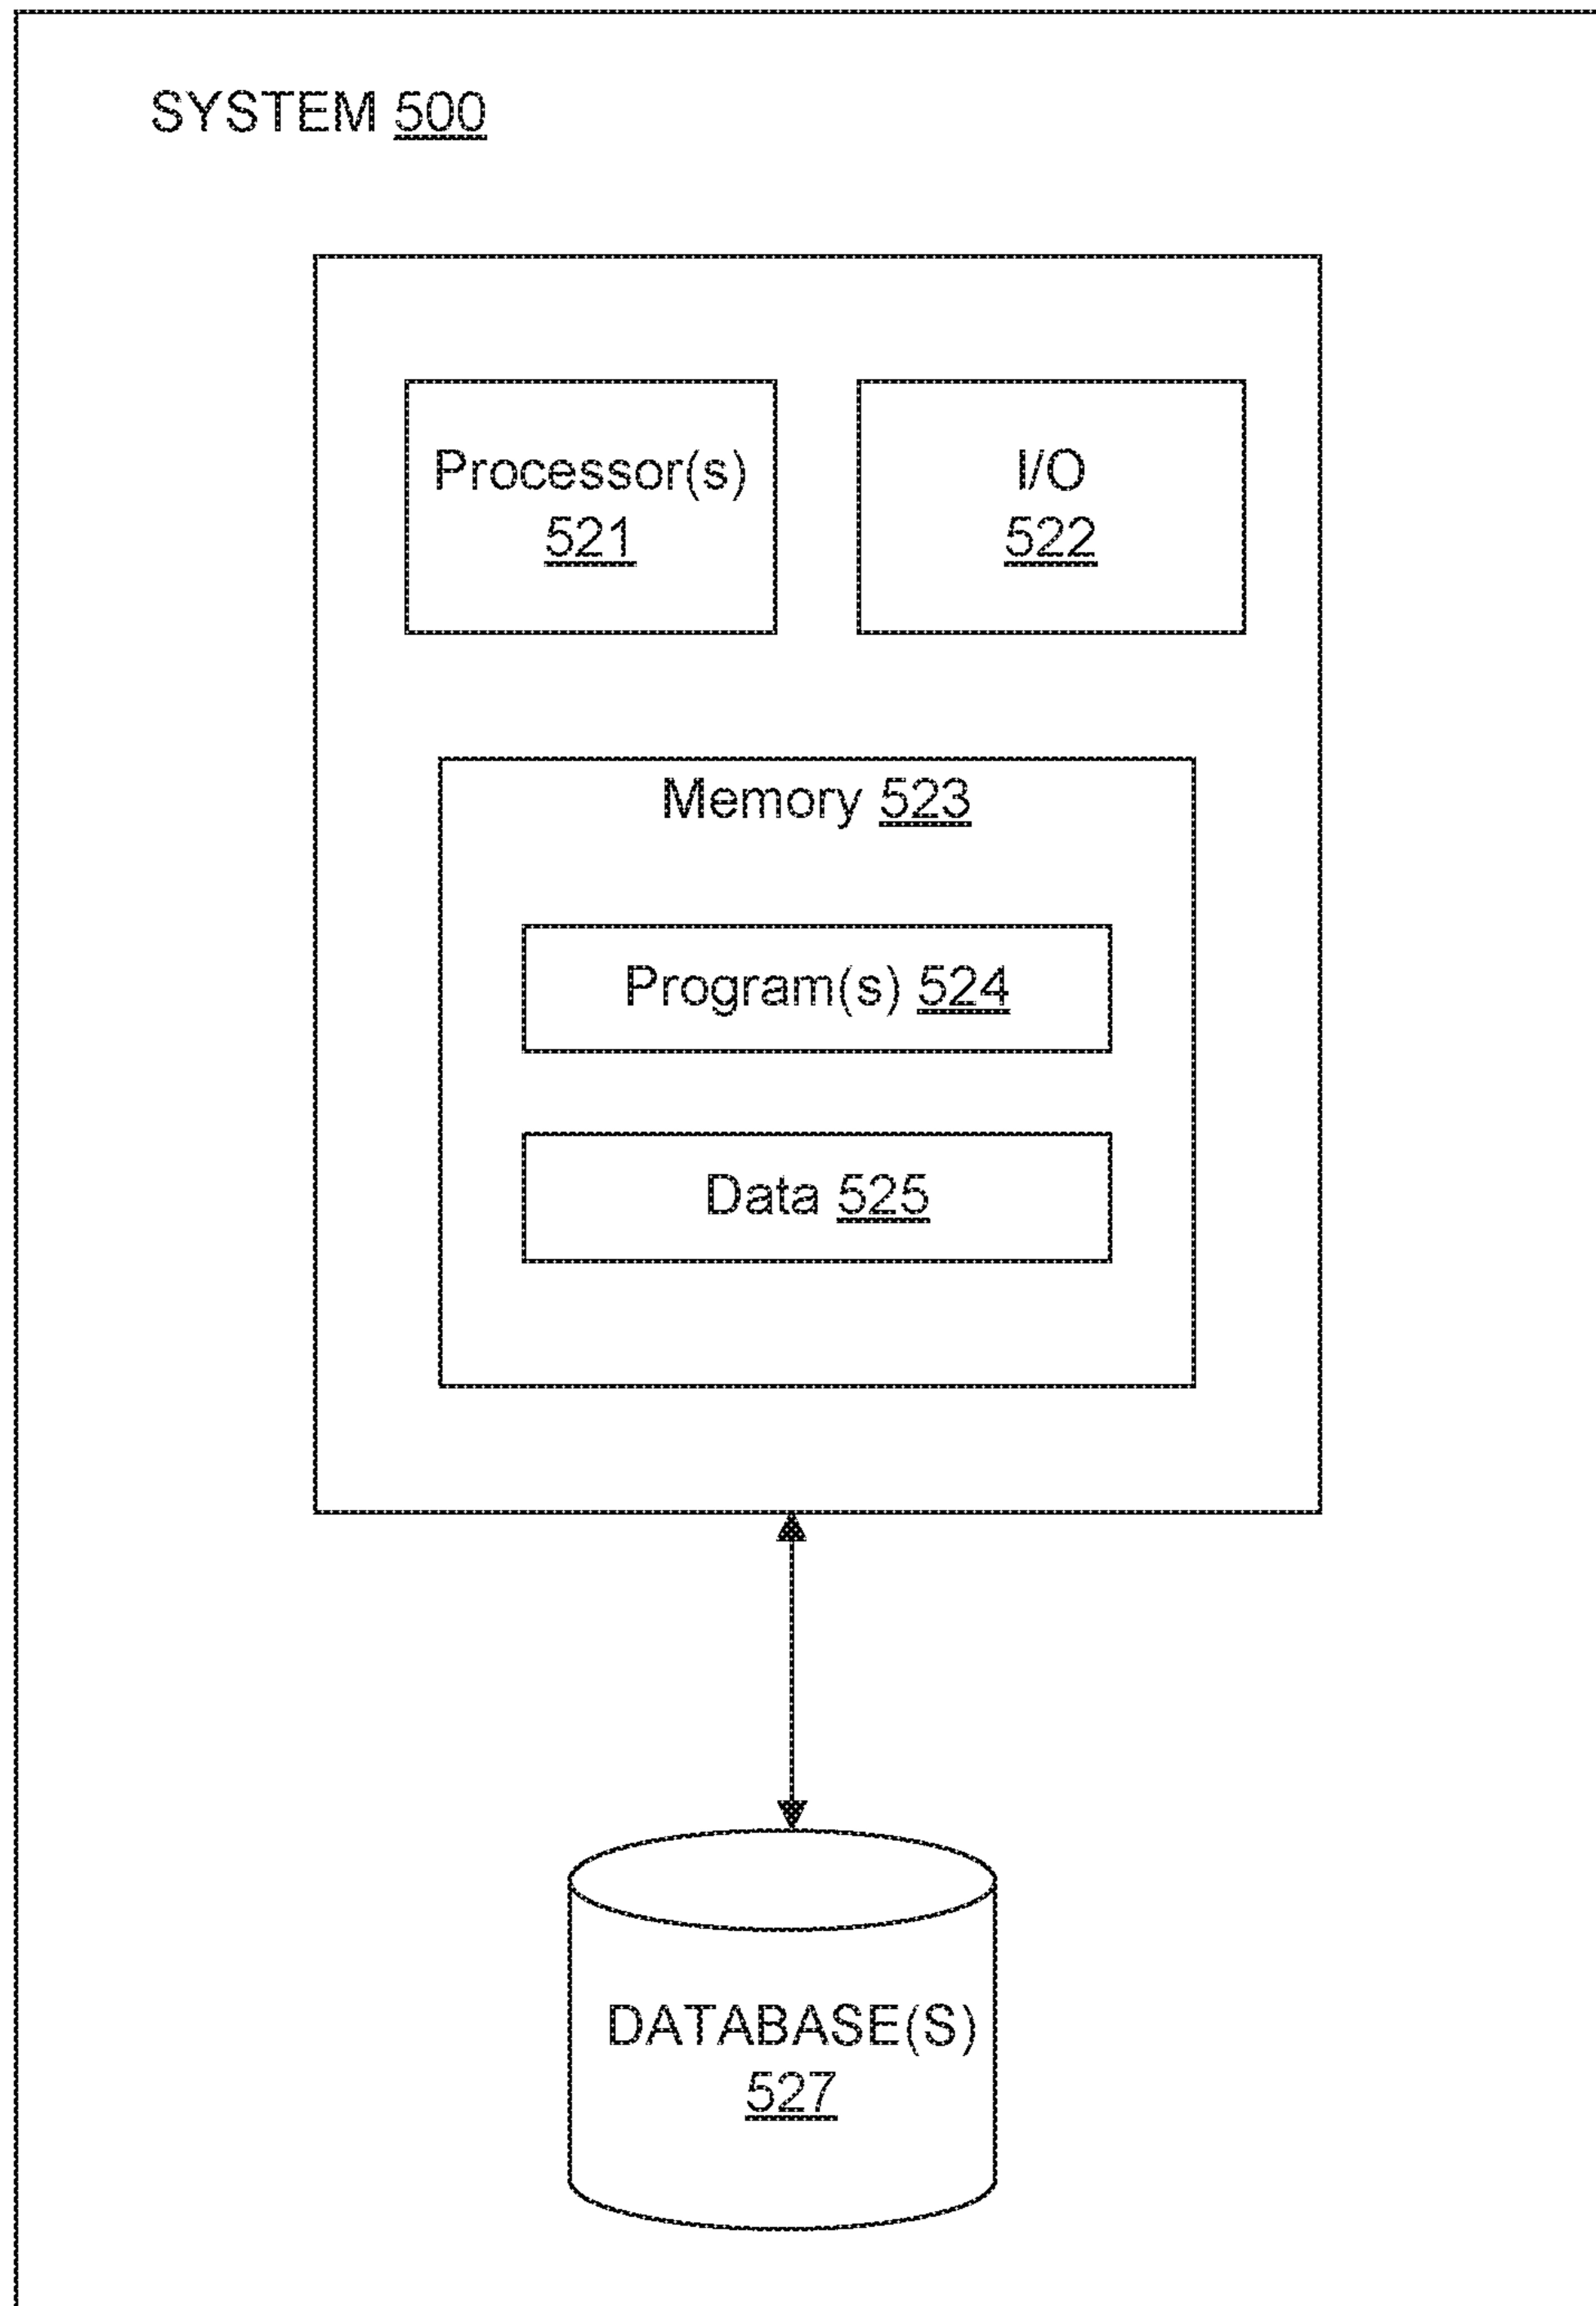 SYSTEM 500
Processor(s)
521
I/O
522
Memory 523
Program(s) 524
Data 525
DATABASE(S)
527